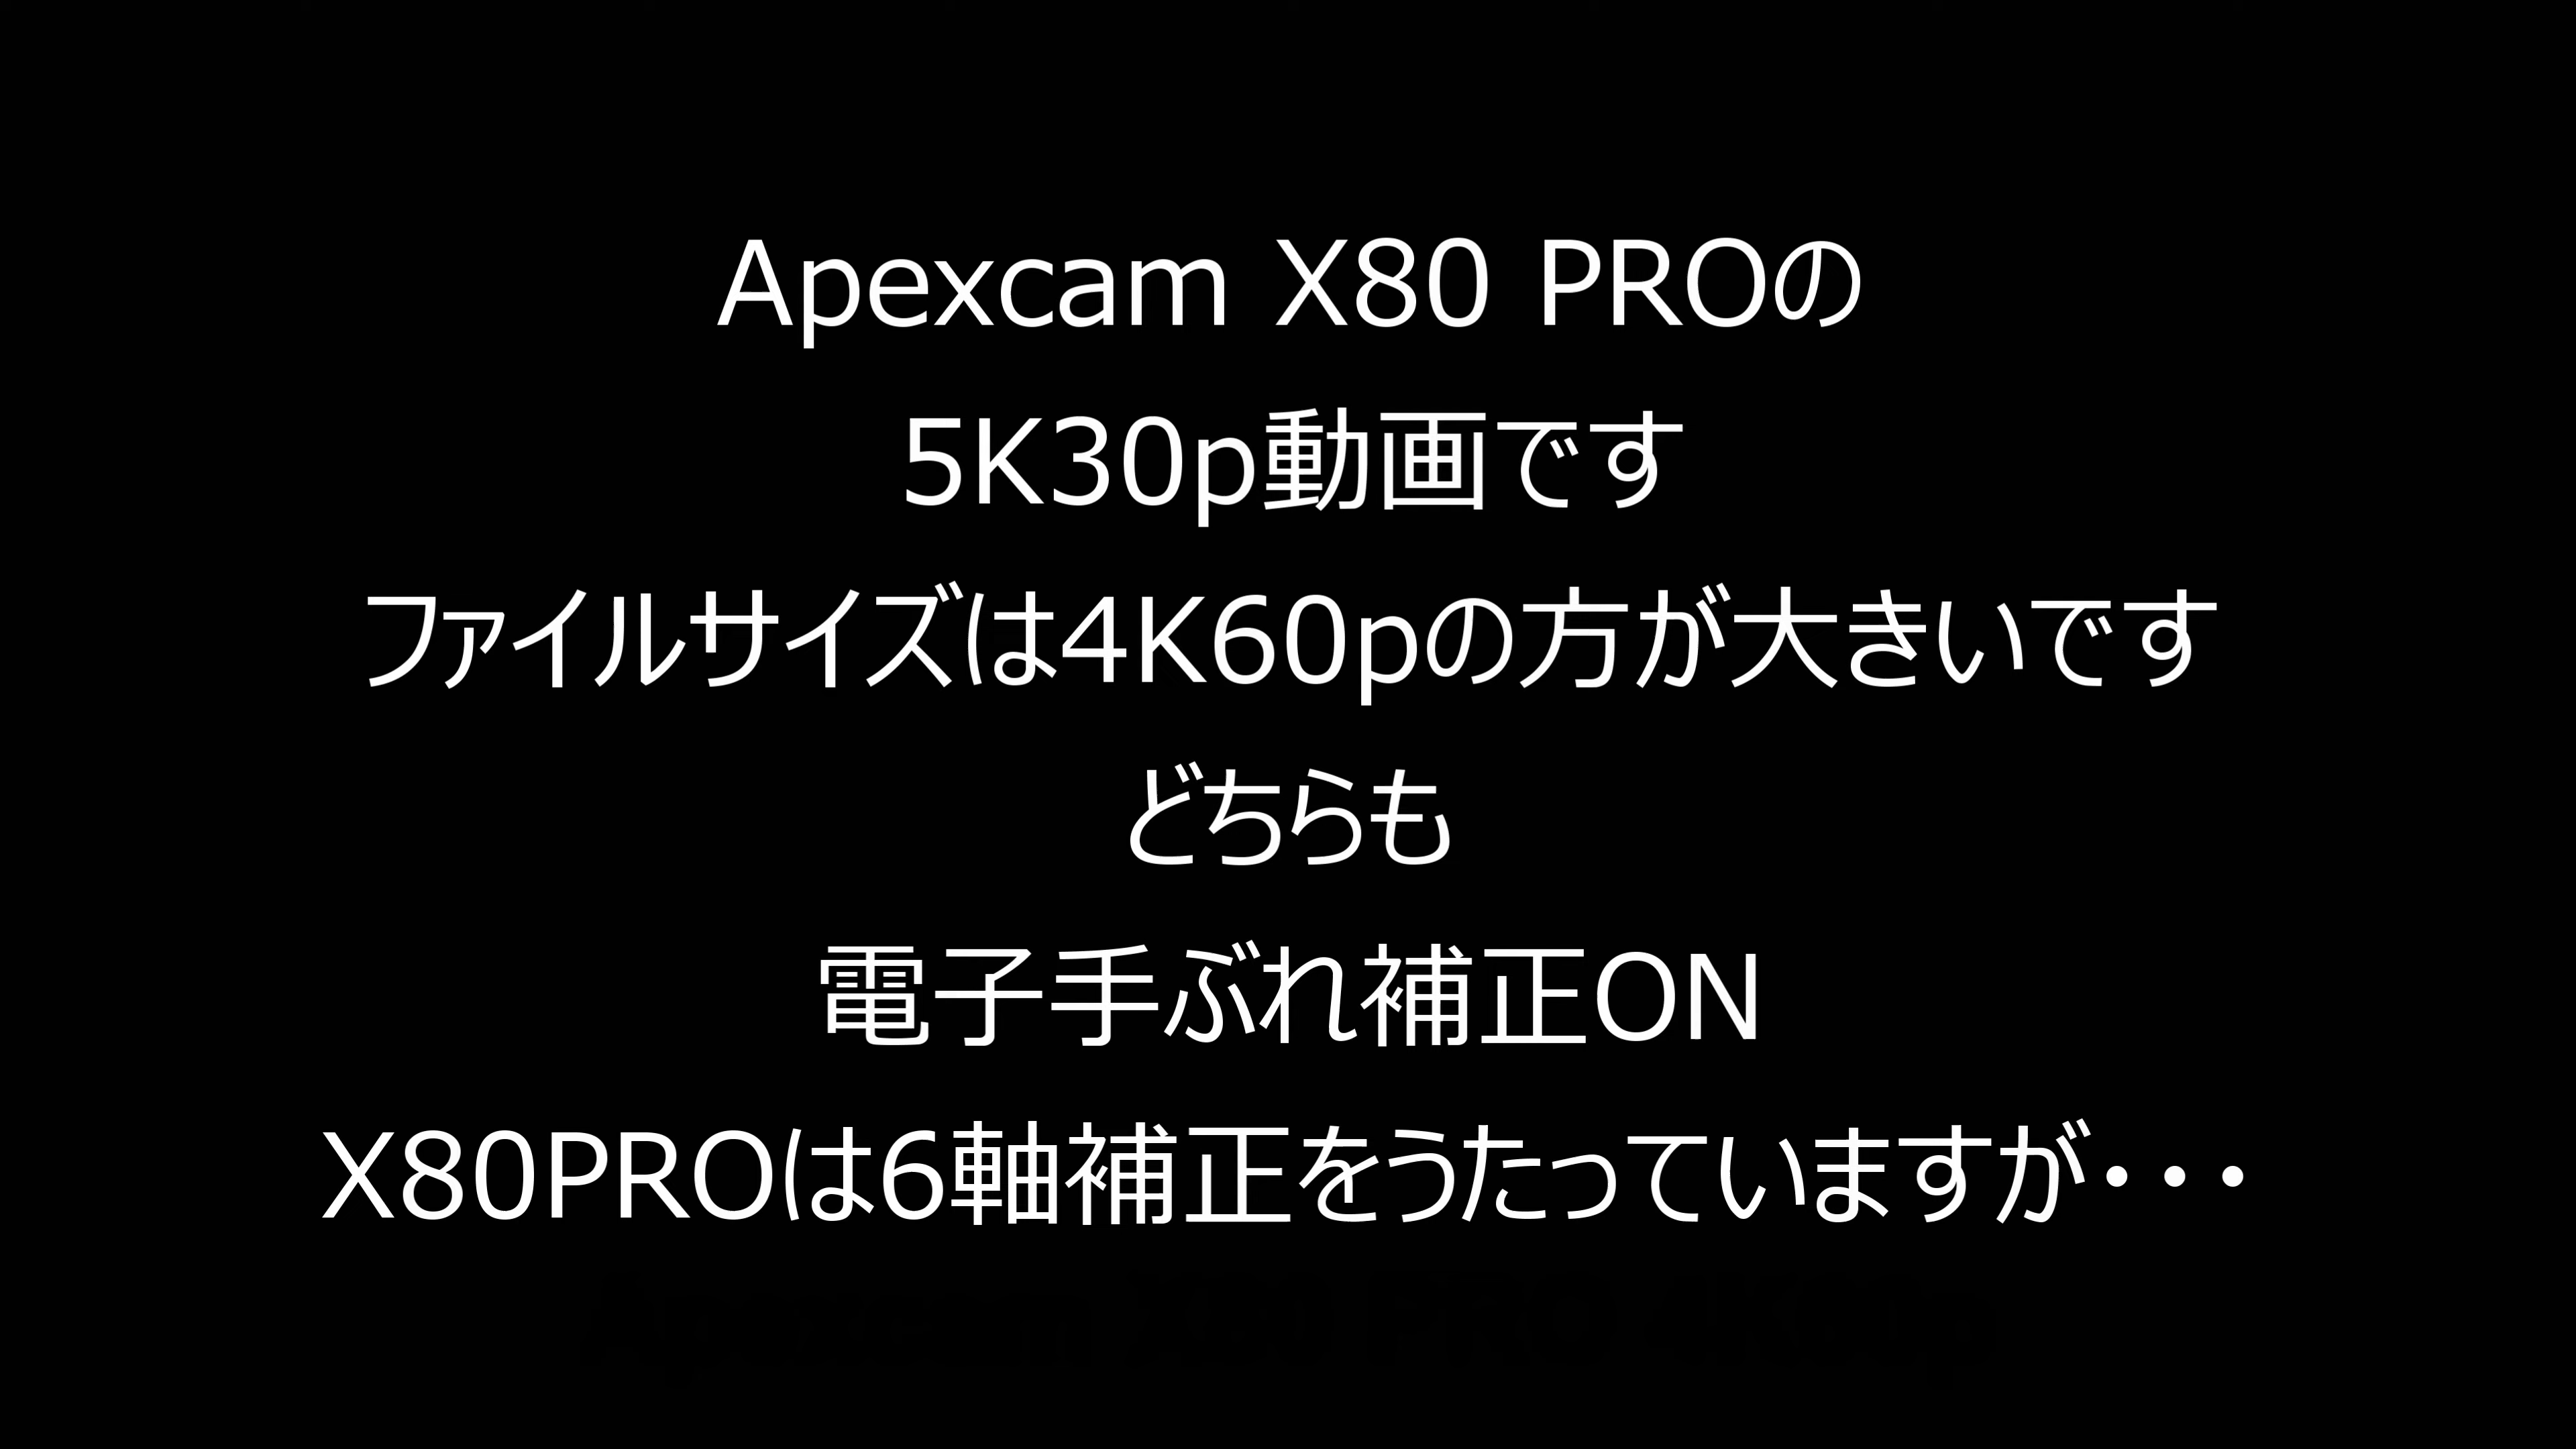 Apexcam X80 PROの
5K30p動画です
ファイルサイズは4K60pの方が大きいです
どちらも
電子手ぶれ補正ON
X80PROは6軸補正をうたっていますが・・・